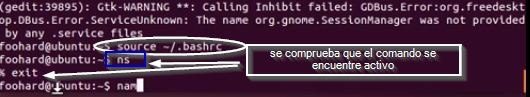 (gedit:39895): Gtk-WARNING **: Calling Inhibit failed: GDBus.Error:org.freedeskt
op.DBus.Error.ServiceUnknown: The name org.gnome.SessionManager was not provided
by any .service files
foohard@ubuntu:~$ source ~/.bashrc
foohard@ubuntu:~$ ns
% exit
foohard@ubuntu:~$ nam
se comprueba que el comando se
encuentre activo